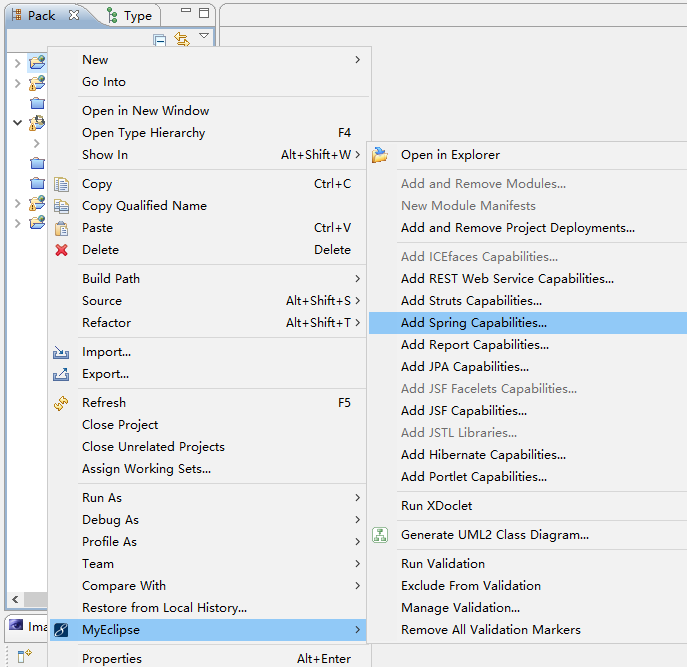 Pack Type
New
Go Into
Open in New Window
Open Type Hierarchy F4
Show In Alt+Shift+W
Copy Ctrl+C
Copy Qualified Name
Paste Ctrl+V
Delete Delete
Build Path
Source Alt+Shift+S
Refactor Alt+Shift+T
Import...
Export...
Refresh F5
Close Project
Close Unrelated Projects
Assign Working Sets...
Run As
Debug As
Profile As
Team
Compare With
Restore from Local History...
MyEclipse
Properties Alt+Enter
Open in Explorer
Add and Remove Modules...
New Module Manifests
Add and Remove Project Deployments...
Add ICEfaces Capabilities...
Add REST Web Service Capabilities...
Add Struts Capabilities...
Add Spring Capabilities...
Add Report Capabilities...
Add JPA Capabilities...
Add JSF Facelets Capabilities...
Add JSF Capabilities...
Add JSTL Libraries...
Add Hibernate Capabilities...
Add Portlet Capabilities...
Run XDoclet
Generate UML2 Class Diagram...
Run Validation
Exclude From Validation
Manage Validation...
Remove All Validation Markers
Ima